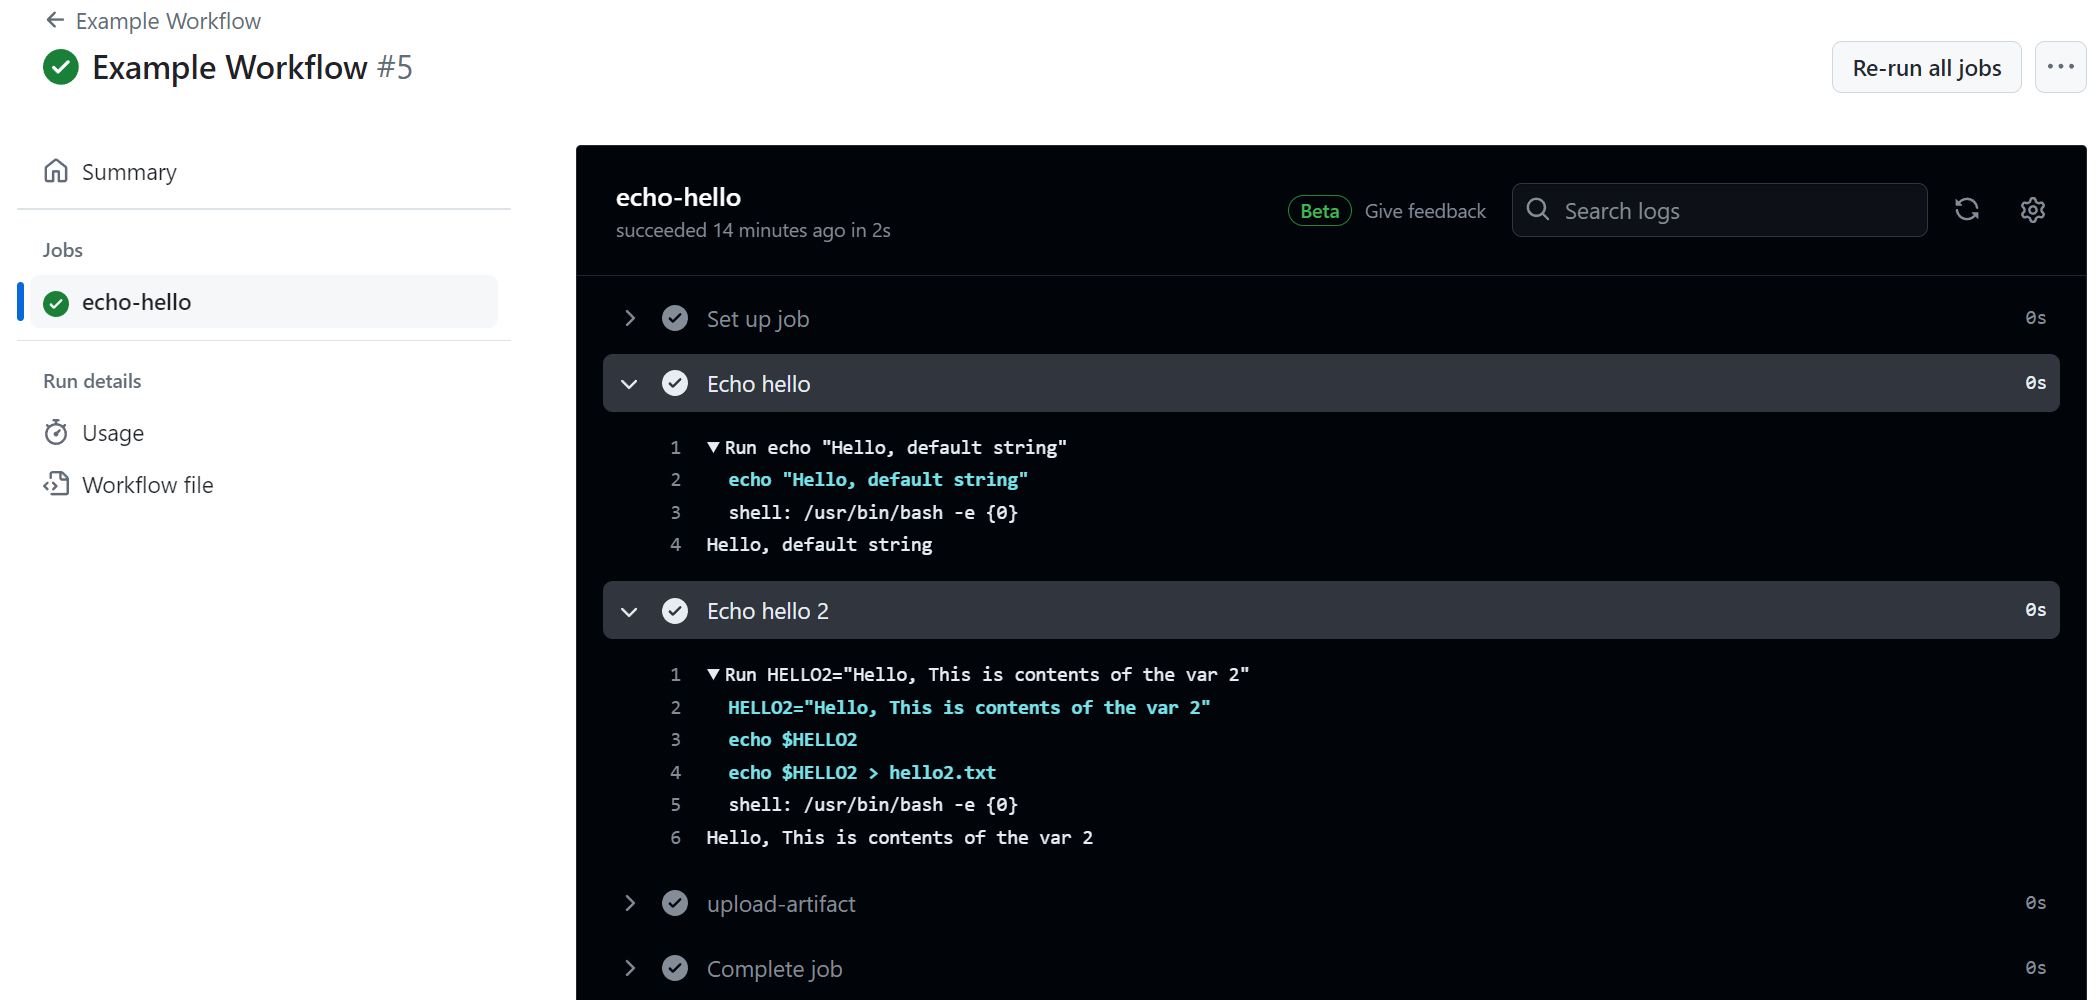 Example Workflow
Example Workflow #5
Re-run all jobs
Summary
Jobs
echo-hello
Run details
Usage
Workflow file
echo-hello
succeeded 14 minutes ago in 2s
Beta Give feedback
Search logs
Set up job 0s
Echo hello 0s
1 ▼Run echo "Hello, default string"
2 echo "Hello, default string"
3 shell: /usr/bin/bash -e {0}
4 Hello, default string
Echo hello 2 0s
1 ▼Run HELLO2="Hello, This is contents of the var 2"
2 HELLO2="Hello, This is contents of the var 2"
3 echo $HELLO2
4 echo $HELLO2 > hello2.txt
5 shell: /usr/bin/bash -e {0}
6 Hello, This is contents of the var 2
upload-artifact 0s
Complete job 0s